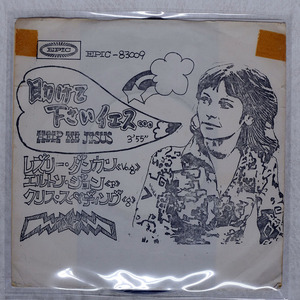 EPIC
EPIC-83009
助けて
下さいイエス
HELP ME JESUS
3'55"
レズリー・ダンカン(Vo)
エルトン・ジョン(P)
クリス・スペディング(G)